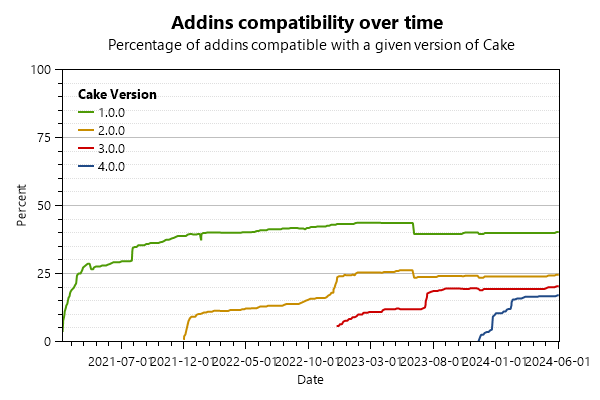 Addins compatibility over time
Percentage of addins compatible with a given version of Cake
100
75
50
25
0
Percent
Cake Version
1.0.0
2.0.0
3.0.0
4.0.0
2021-07-01 2021-12-01 2022-05-01 2022-10-01 2023-03-01 2023-08-01 2024-01-01 2024-06-01
Date